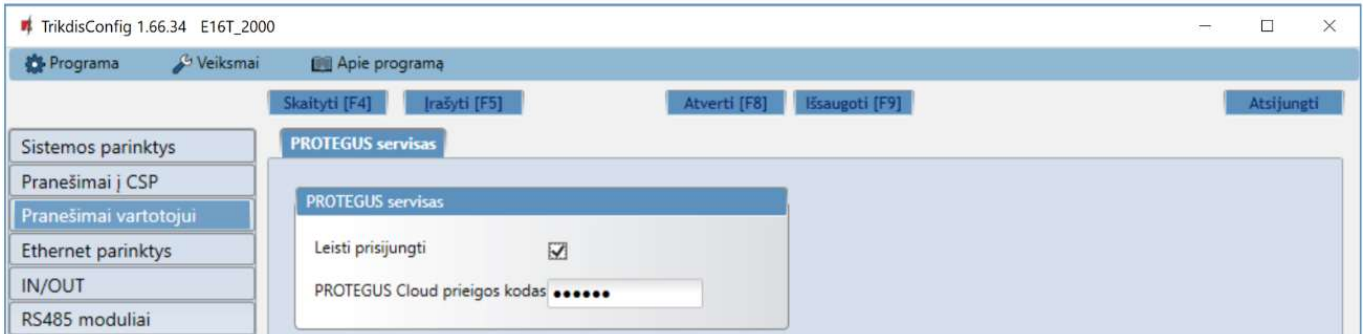 TrikdisConfig 1.66.34 E16T_2000
Programa Veiksmai Apie programą
Skaityti [F4] Įrašyti [F5] Atverti [F8] Išsaugoti [F9] Atsijungti
Sistemos parinktys
Pranešimai į CSP
Pranešimai vartotojui
Ethernet parinktys
IN/OUT
RS485 moduliai
PROTEGUS servisas
PROTEGUS servisas
Leisti prisijungti
PROTEGUS Cloud prieigos kodas ●●●●●●